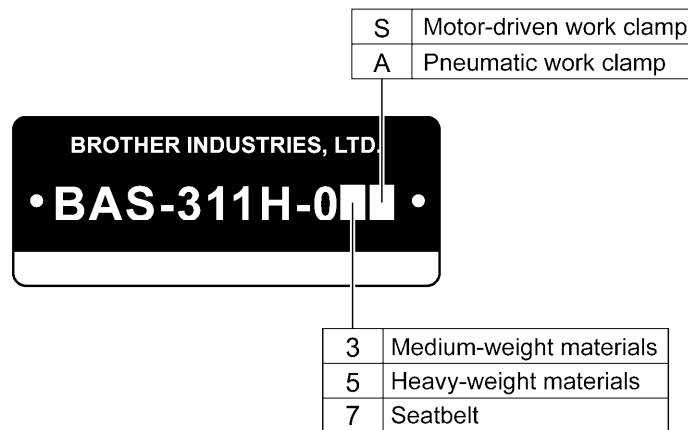 S Motor-driven work clamp
A Pneumatic work clamp
BROTHER INDUSTRIES, LTD.
BAS-311H-0
3 Medium-weight materials
5 Heavy-weight materials
7 Seatbelt